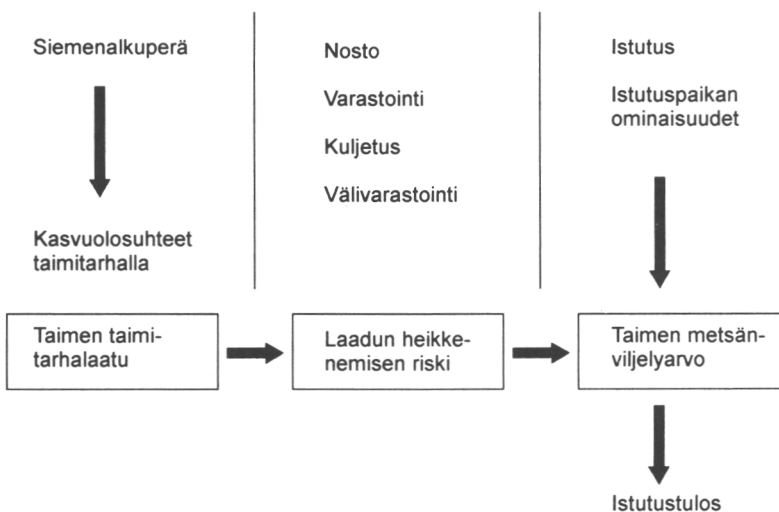 Siemenalkuperä
Kasvuolosuhteet
taimitarhalla
Taimen taimi-
tarhalaatu
Nosto
Varastointi
Kuljetus
Välivarastointi
Laadun heikke-
nemisen riski
Istutus
Istutuspaikan
ominaisuudet
Taimen metsän-
viljelyarvo
Istutustulos